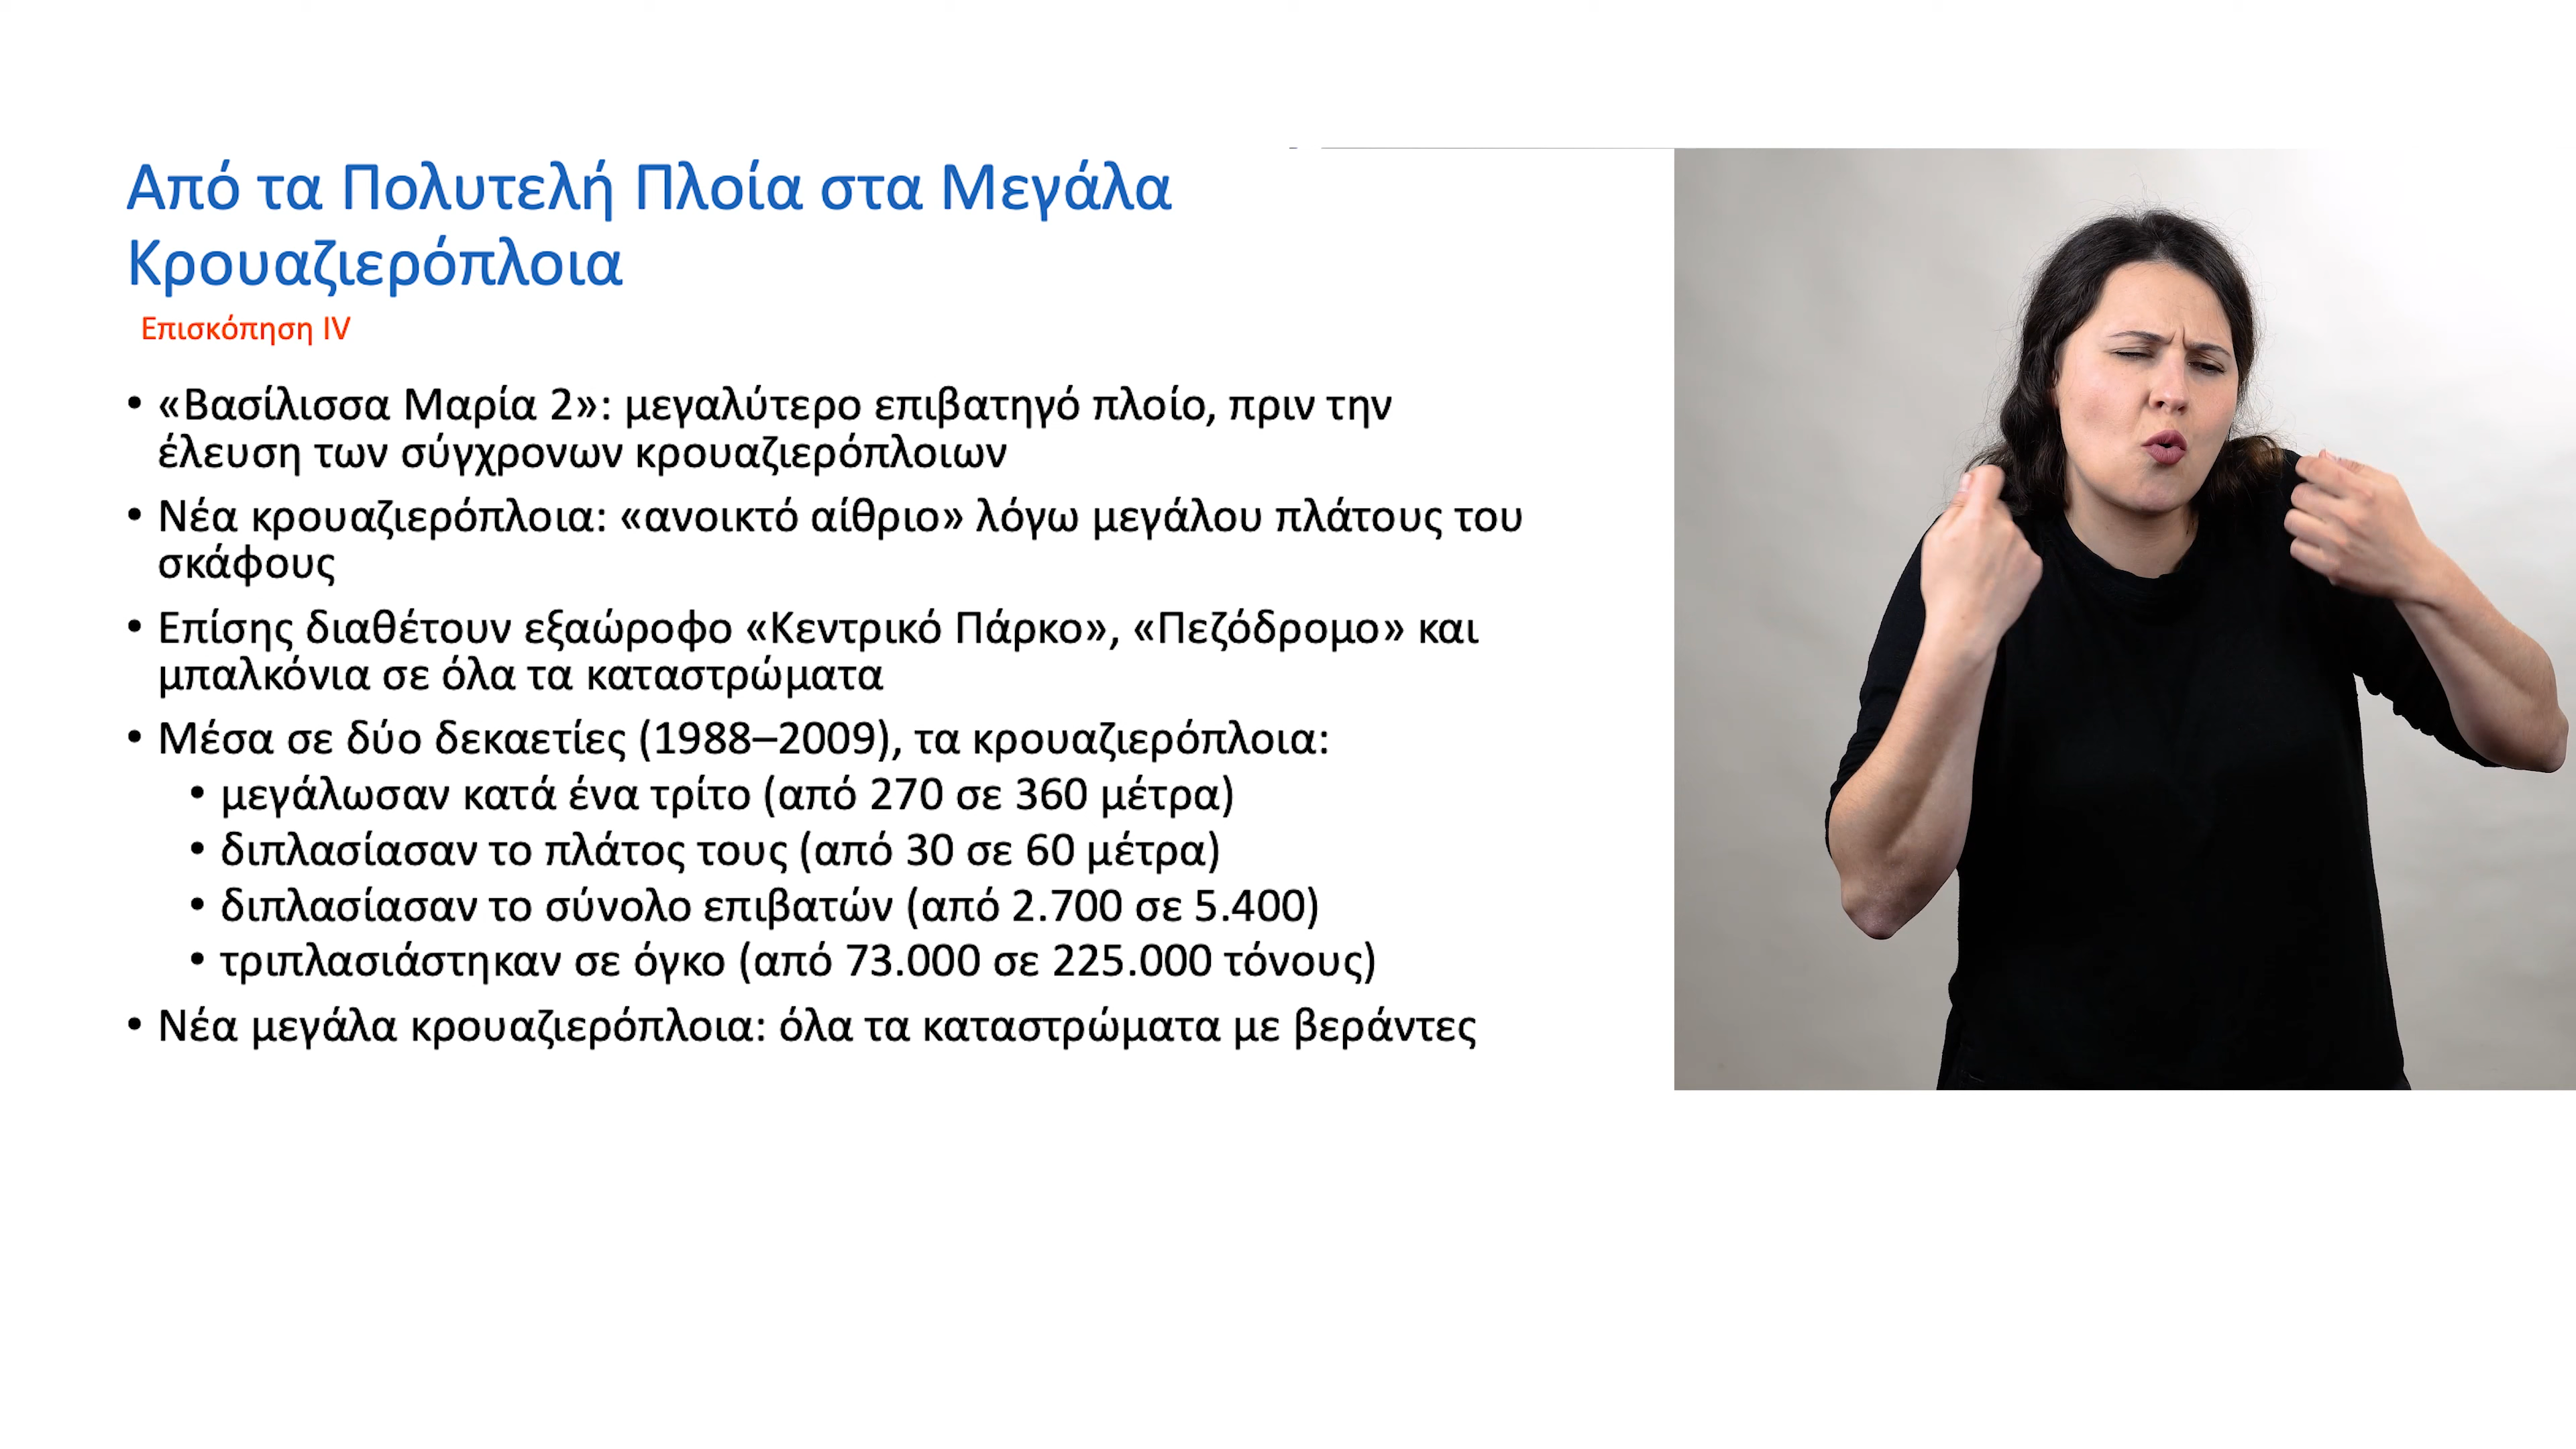 Από τα Πολυτελή Πλοία στα Μεγάλα
Κρουαζιερόπλοια
Επισκόπηση IV
• «Βασίλισσα Μαρία 2»: μεγαλύτερο επιβατηγό πλοίο, πριν την
έλευση των σύγχρονων κρουαζιερόπλοιων
• Νέα κρουαζιερόπλοια: «ανοικτό αίθριο» λόγω μεγάλου πλάτους του
σκάφους
• Επίσης διαθέτουν εξαώροφο «Κεντρικό Πάρκο», «Πεζόδρομο» και
μπαλκόνια σε όλα τα καταστρώματα
• Μέσα σε δύο δεκαετίες (1988–2009), τα κρουαζιερόπλοια:
• μεγάλωσαν κατά ένα τρίτο (από 270 σε 360 μέτρα)
• διπλασίασαν το πλάτος τους (από 30 σε 60 μέτρα)
• διπλασίασαν το σύνολο επιβατών (από 2.700 σε 5.400)
• τριπλασιάστηκαν σε όγκο (από 73.000 σε 225.000 τόνους)
• Νέα μεγάλα κρουαζιερόπλοια: όλα τα καταστρώματα με βεράντες